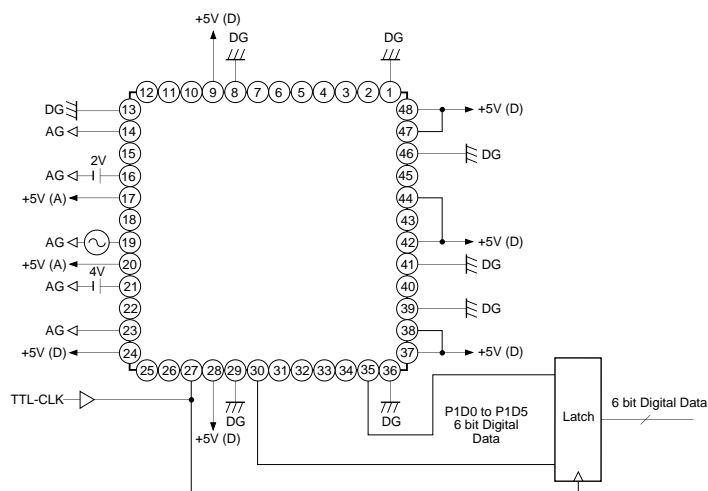 +5V (D)
DG
DG
12 11 10 9 8 7 6 5 4 3 2 1
DG 13
48 +5V (D)
AG 14
47
15
46 DG
2V
AG 16
45
+5V (A) 17
44
18
43
AG 19
42 +5V (D)
+5V (A) 20
41 DG
4V
AG 21
40
22
39 DG
AG 23
38
+5V (D) 24
37 +5V (D)
25 26 27 28 29 30 31 32 33 34 35 36
TTL-CLK
+5V (D)
DG
DG
P1D0 to P1D5
6 bit Digital
Data
Latch
6 bit Digital Data